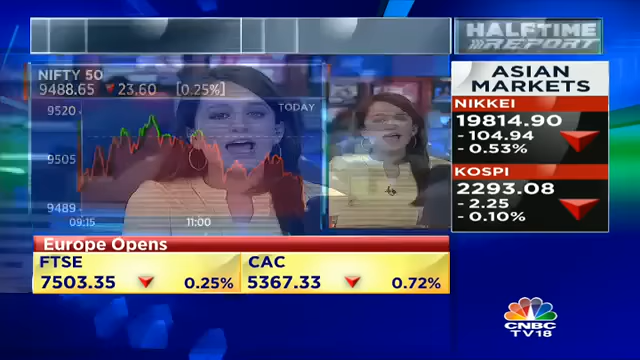 HALFTIME
REPORT
NIFTY 50
9488.65 23.60 [0.25%]
TODAY
9520
9505
9489
09:15 11:00
ASIAN
MARKETS
NIKKEI
19814.90
- 104.94
- 0.53%
KOSPI
2293.08
- 2.25
- 0.10%
Europe Opens
FTSE
7503.35 0.25%
CAC
5367.33 0.72%
CNBC
TV18